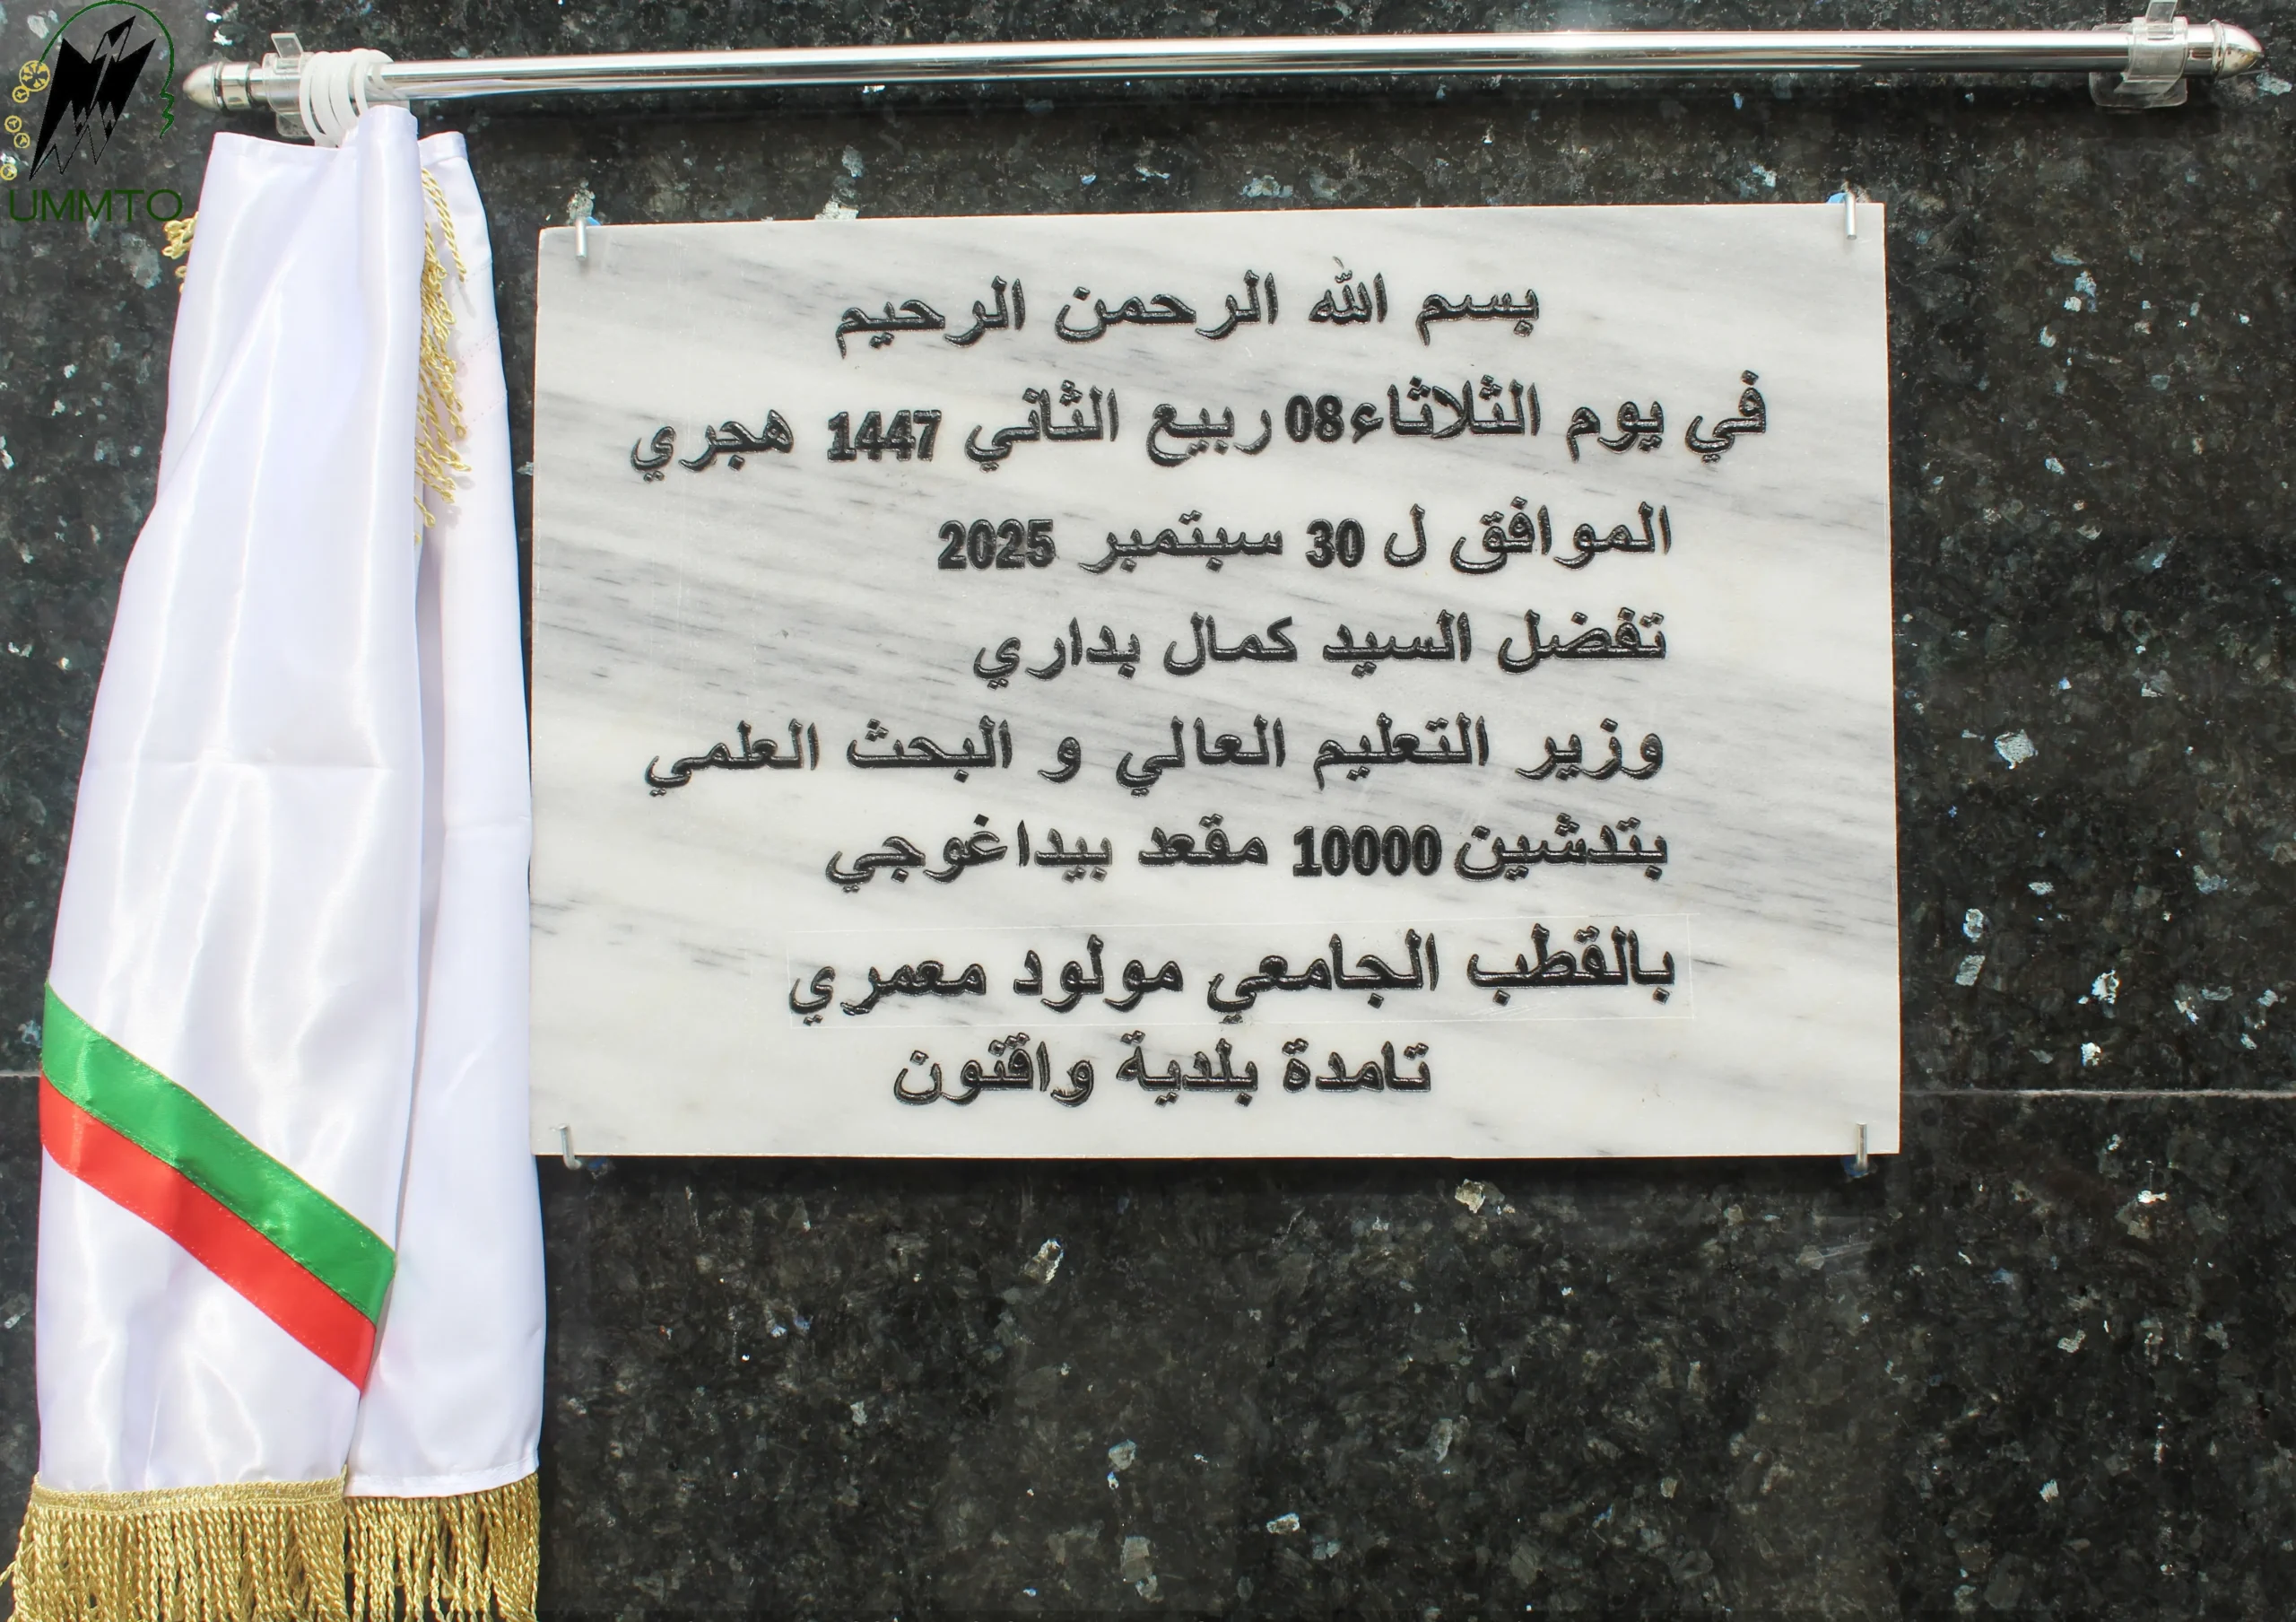 UMMTO
بسم الله الرحمن الرحيم
في يوم الثلاثاء08 ربيع الثاني 1447 هجري
الموافق ل 30 سبتمبر 2025
تفضل السيد كمال بداري
وزير التعليم العالي و البحث العلمي
بتدشين 10000 مقعد بيداغوجي
بالقطب الجامعي مولود معمري
تامدة بلدية واقنون